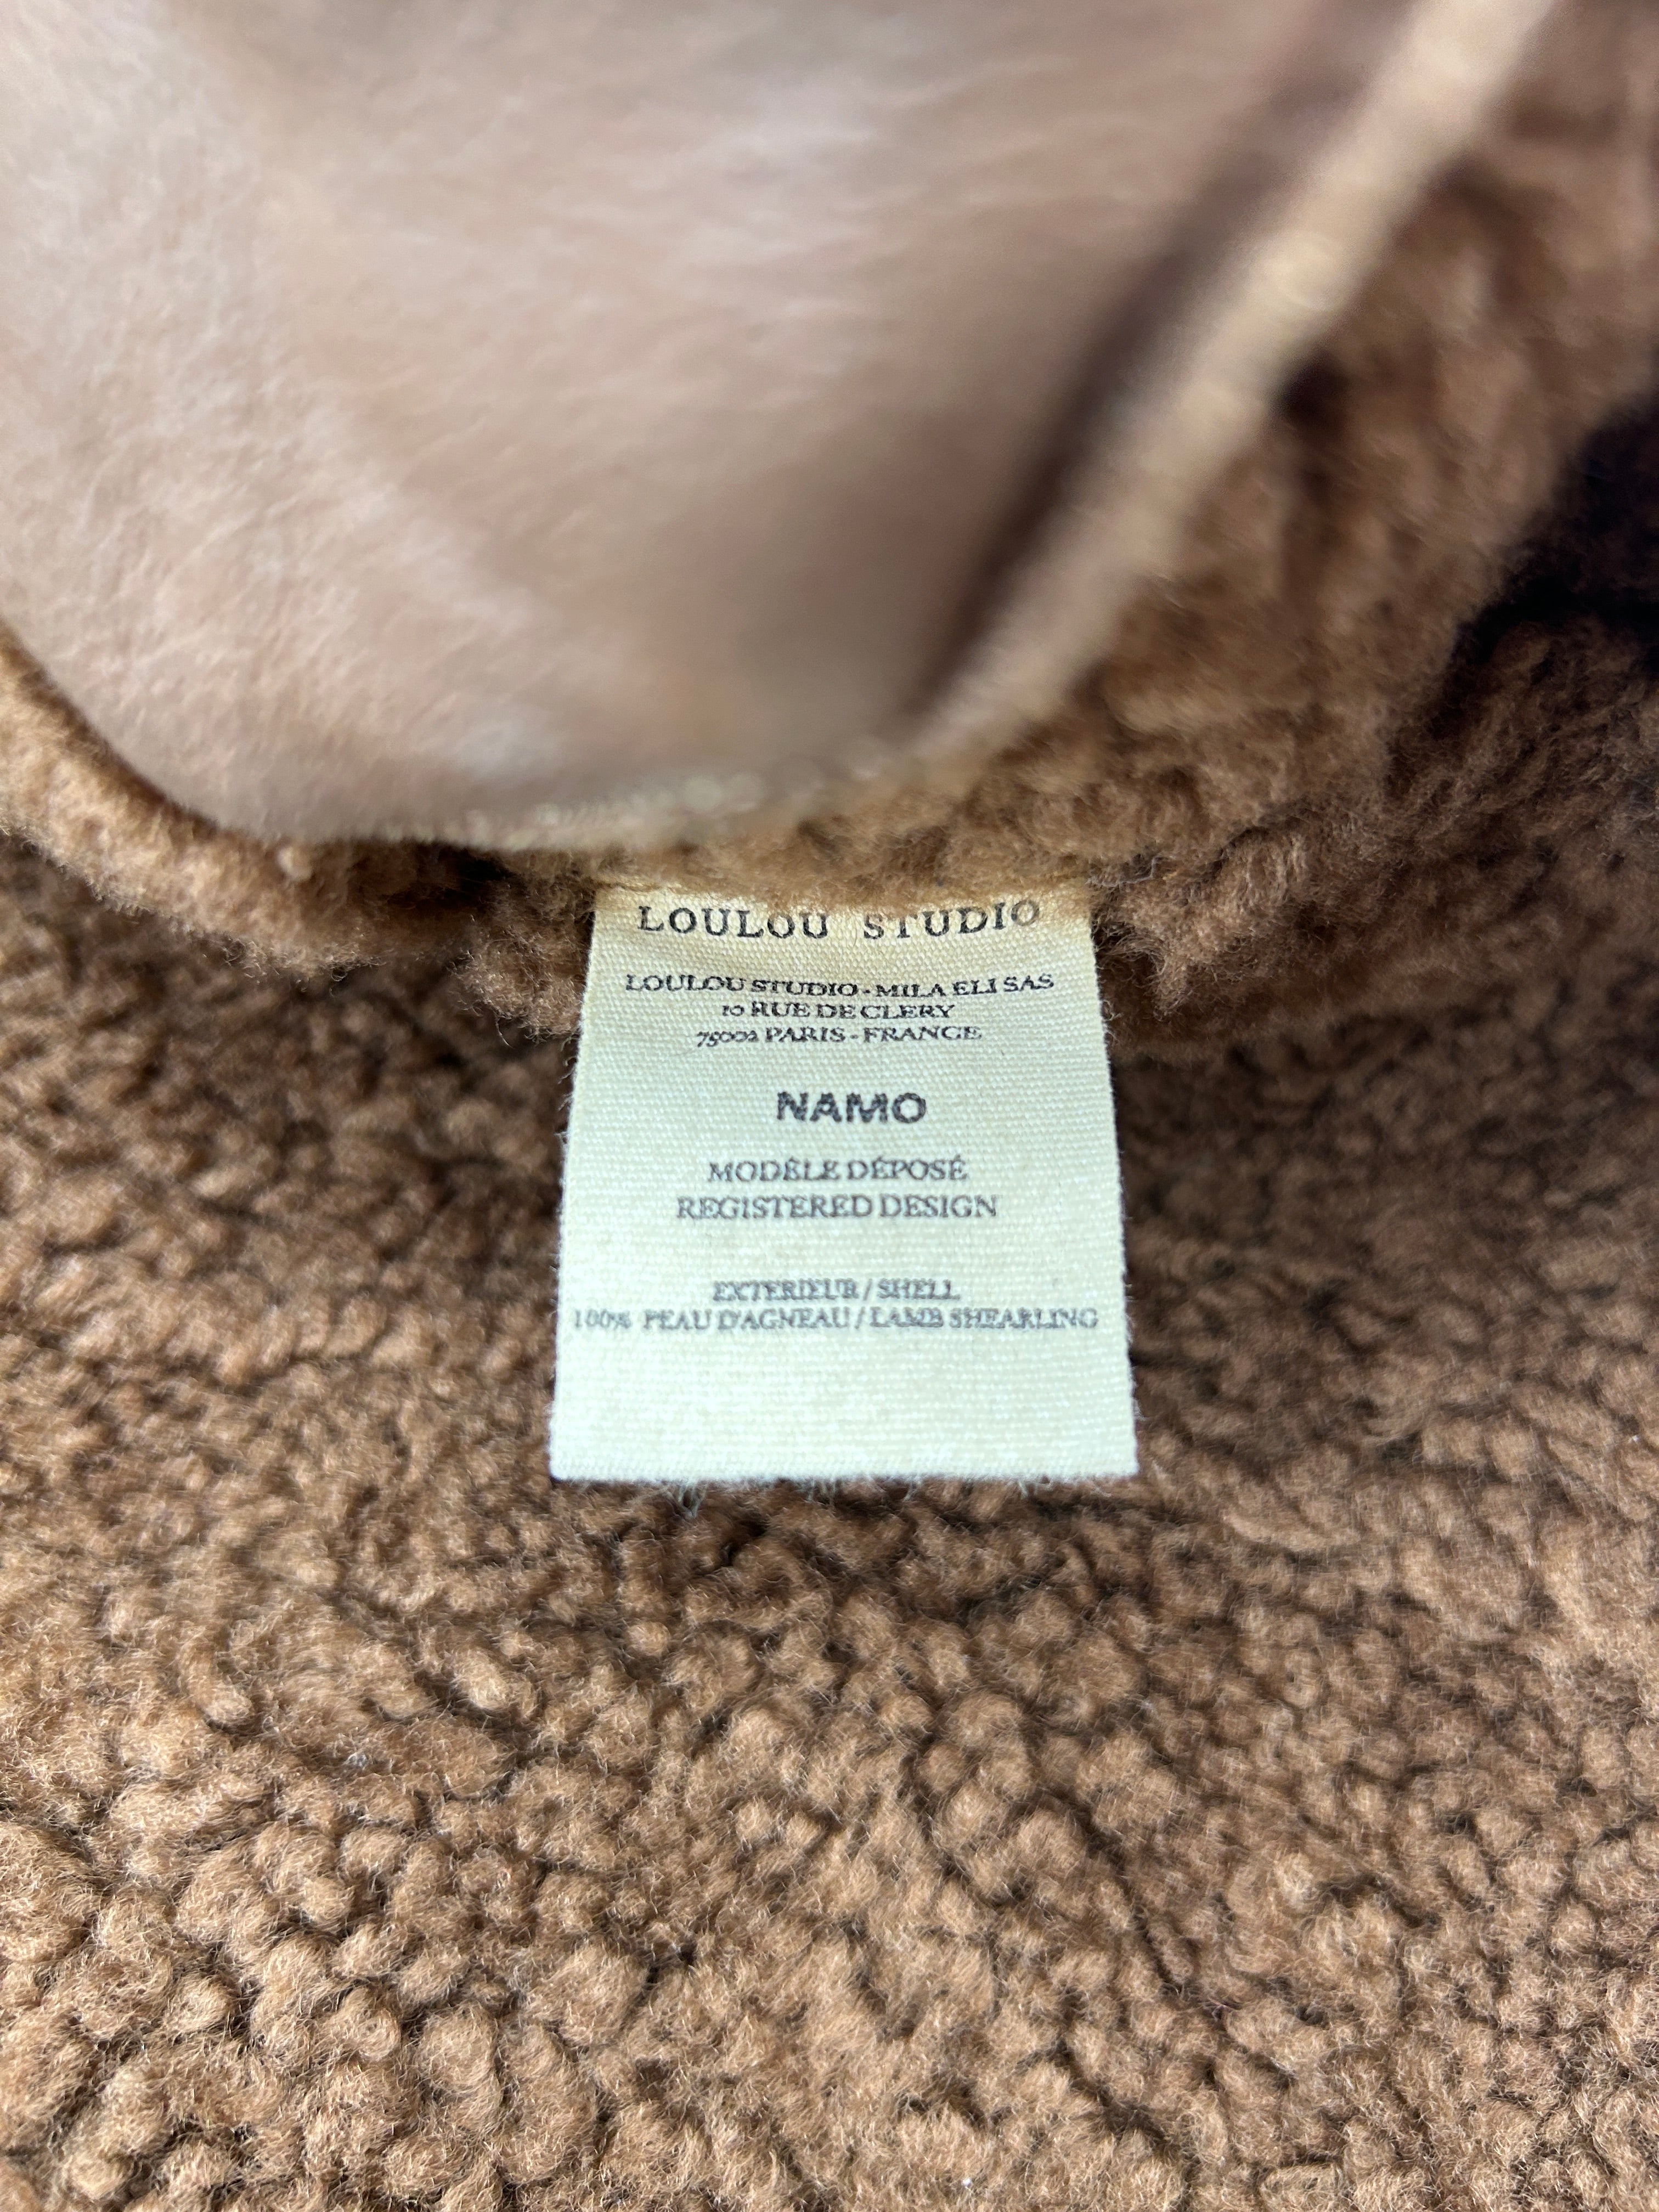 LOULOU STUDIO
LOULOU STUDIO - MILA ELI SAS
10 RUE DE CLERY
75002 PARIS - FRANCE
NAMO
MODÈLE DÉPOSÉ
REGISTERED DESIGN
EXTERIEUR / SHELL
100% PEAU D'AGNEAU / LAMB SHEARLING